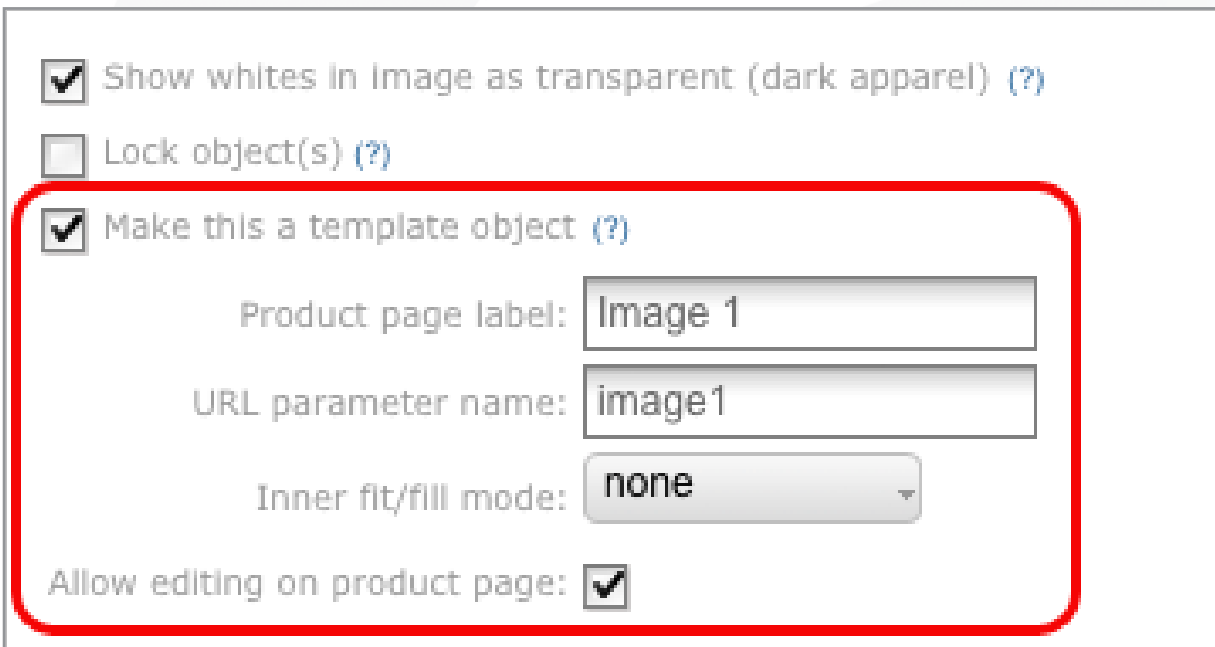 Show whites in image as transparent (dark apparel) (?)
Lock object(s) (?)
Make this a template object (?)
Product page label: Image 1
URL parameter name: image1
Inner fit/fill mode: none
Allow editing on product page: